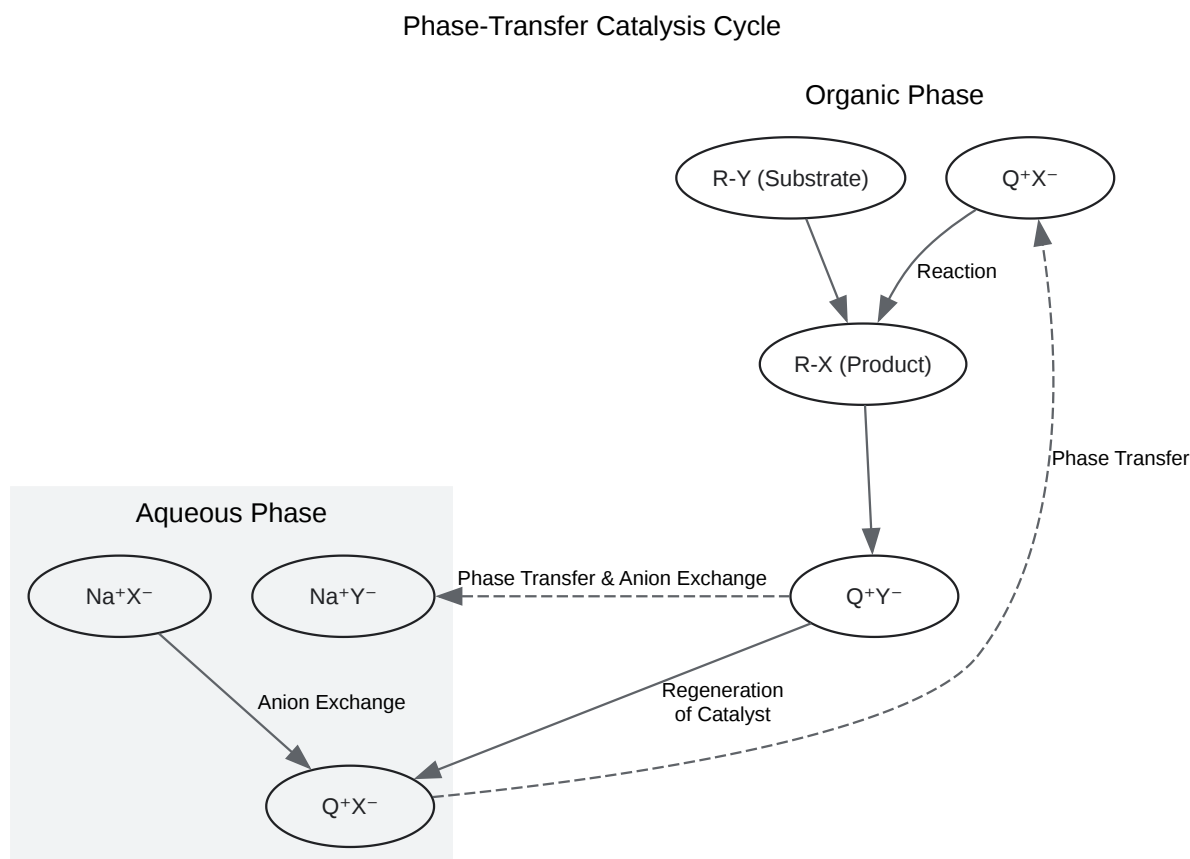 Phase-Transfer Catalysis Cycle
Organic Phase
R-Y (Substrate)
Q⁺X⁻
Reaction
R-X (Product)
Phase Transfer
Aqueous Phase
Na⁺X⁻
Na⁺Y⁻
Phase Transfer & Anion Exchange
Q⁺Y⁻
Anion Exchange
Regeneration
of Catalyst
Q⁺X⁻